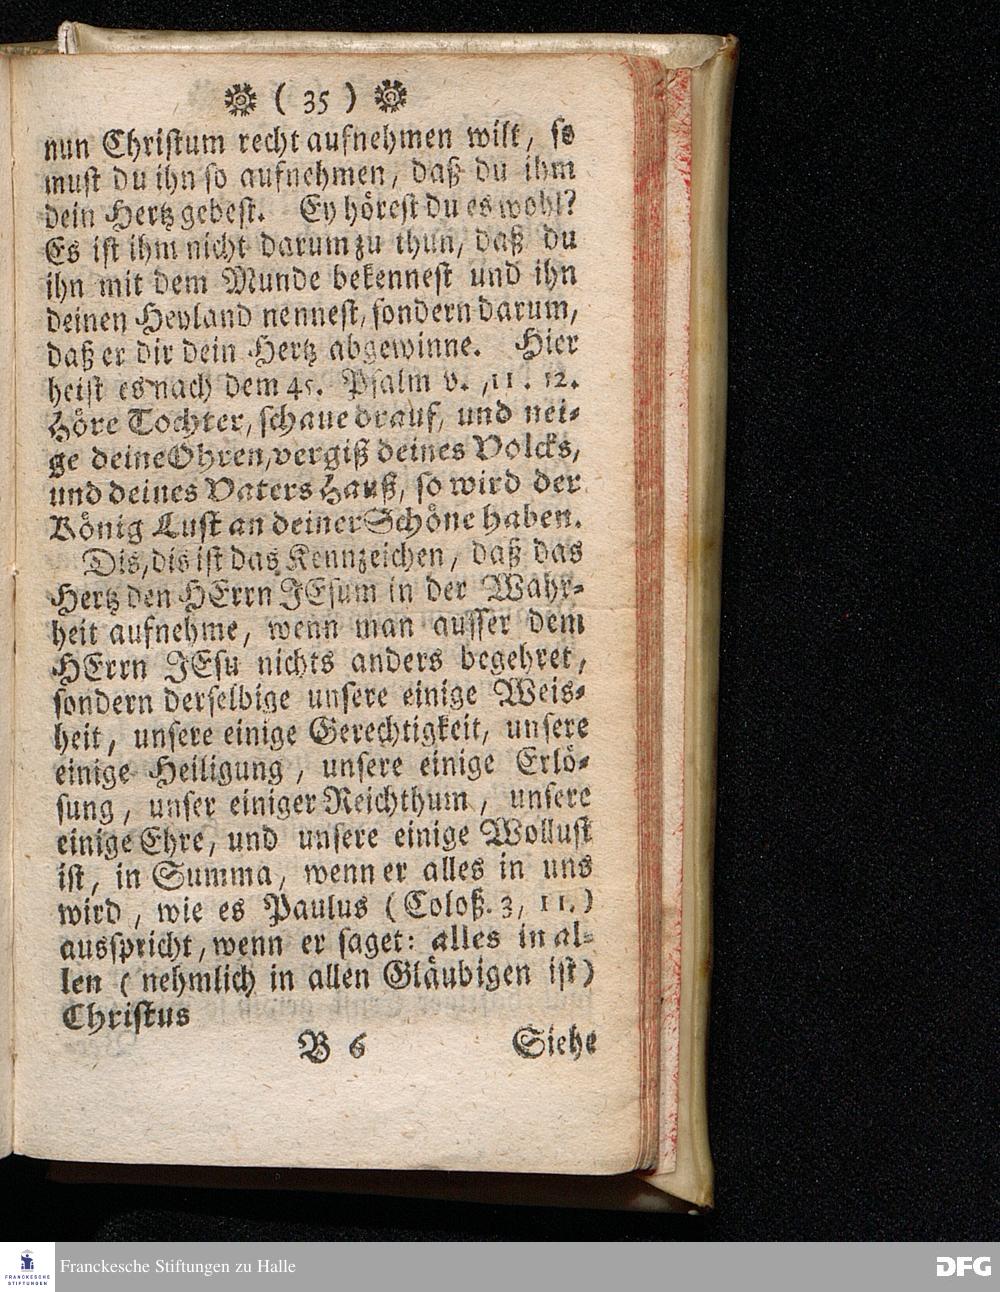 ( 35 )
nun Christum recht aufnehmen wilt, so
must du ihn so aufnehmen, daß du ihm
dein Hertz gebest. Ey hörest du es wohl?
Es ist ihm nicht darum zu thun, daß du
ihn mit dem Munde bekennest und ihn
deinen Heyland nennest, sondern darum,
daß er dir dein Hertz abgewinne. Hier
heist es nach dem 45. Psalm v. 11. 12.
Höre Tochter, schaue drauf, und nei-
ge deine Ohren, vergiß deines Volcks,
und deines Vaters Hauß, so wird der
König Lust an deiner Schöne haben.
Dis, dis ist das Kennzeichen, daß das
Hertz den HErrn JEsum in der Wahr-
heit aufnehme, wenn man ausser dem
HErrn JEsu nichts anders begehret,
sondern derselbige unsere einige Weis-
heit, unsere einige Gerechtigkeit, unsere
einige Heiligung, unsere einige Erlö-
sung, unser einiger Reichthum, unsere
einige Ehre, und unsere einige Wollust
ist, in Summa, wenn er alles in uns
wird, wie es Paulus (Coloß. 3, 11.)
ausspricht, wenn er saget: alles in al-
len (nehmlich in allen Gläubigen ist)
Christus
B 6 Siehe
FRANCKESCHE
STIFTUNGEN
Franckesche Stiftungen zu Halle
DFG